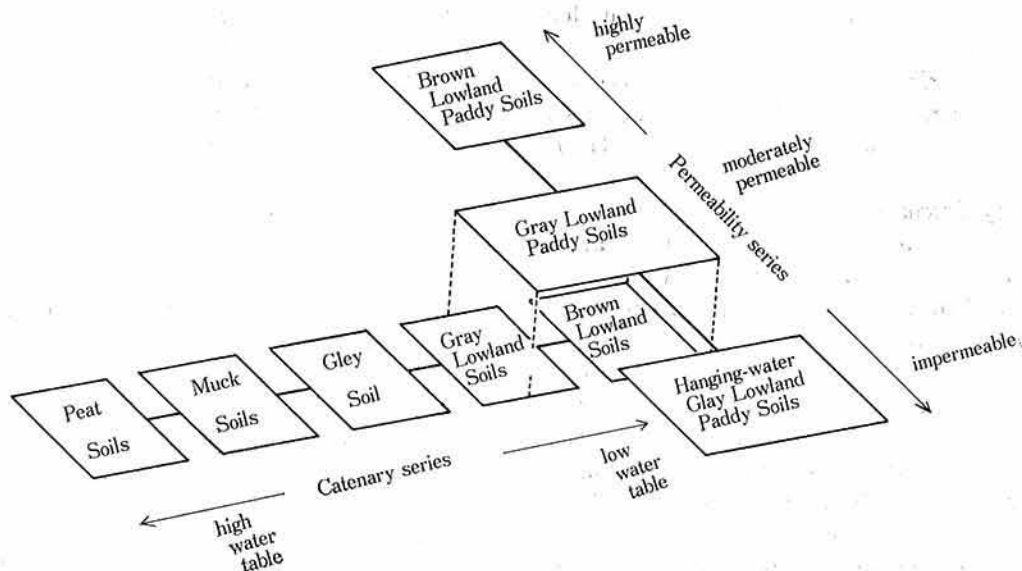 highly
permeable
Brown
Lowland
Paddy Soils
moderately
permeable
Permeability series
Gray Lowland
Paddy Soils
Brown
Lowland
Soils
Gray
Lowland
Soils
Gley
Soil
Muck
Soils
Peat
Soils
impermeable
Hanging-water
Glay Lowland
Paddy Soils
Catenary series
low
water
table
high
water
table